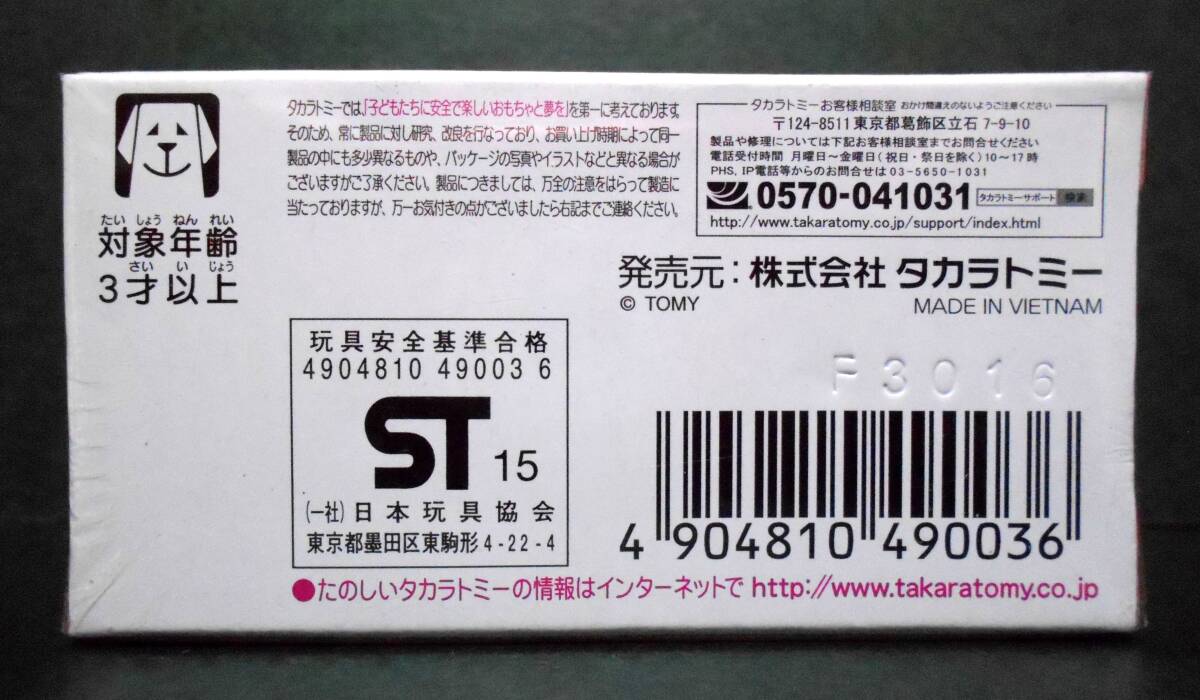 たい しょう ねん れい
対象年齢
さい い じょう
3才以上
タカラトミーでは、「子どもたちに安全で楽しいおもちゃと夢を」を第一に考えております。
そのため、常に製品に対し研究、改良を行なっており、お買い上げ時期によって同一
製品の中にも多少異なるものや、パッケージの写真やイラストなどと異なる場合が
ございますがご了承ください。製品につきましては、万全の注意をはらって製造に
当たっておりますが、万一お気付きの点がございましたら右記までご連絡ください。
タカラトミーお客様相談室 おかけ間違えのないようご注意ください
〒124-8511 東京都葛飾区立石 7-9-10
製品や修理については下記お客様相談室までお問合せください
電話受付時間 月曜日〜金曜日(祝日・祭日を除く)10〜17時
PHS, IP電話等からのお問合せは 03-5650-1031
0570-041031 タカラトミーサポート 検索
http://www.takaratomy.co.jp/support/index.html
発売元：株式会社 タカラトミー
© TOMY MADE IN VIETNAM
玩具安全基準合格
4904810 49003 6
ST 15
(一社)日本玩具協会
東京都墨田区東駒形 4-22-4
F3016
4 904810 490036
●たのしいタカラトミーの情報はインターネットで http://www.takaratomy.co.jp